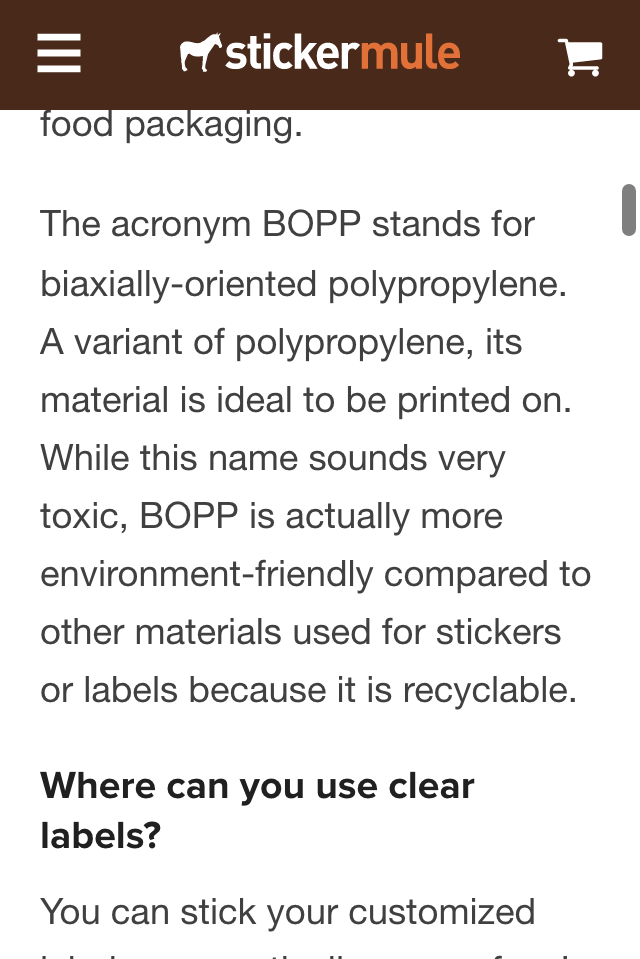 stickermule
food packaging.
The acronym BOPP stands for
biaxially-oriented polypropylene.
A variant of polypropylene, its
material is ideal to be printed on.
While this name sounds very
toxic, BOPP is actually more
environment-friendly compared to
other materials used for stickers
or labels because it is recyclable.
Where can you use clear
labels?
You can stick your customized